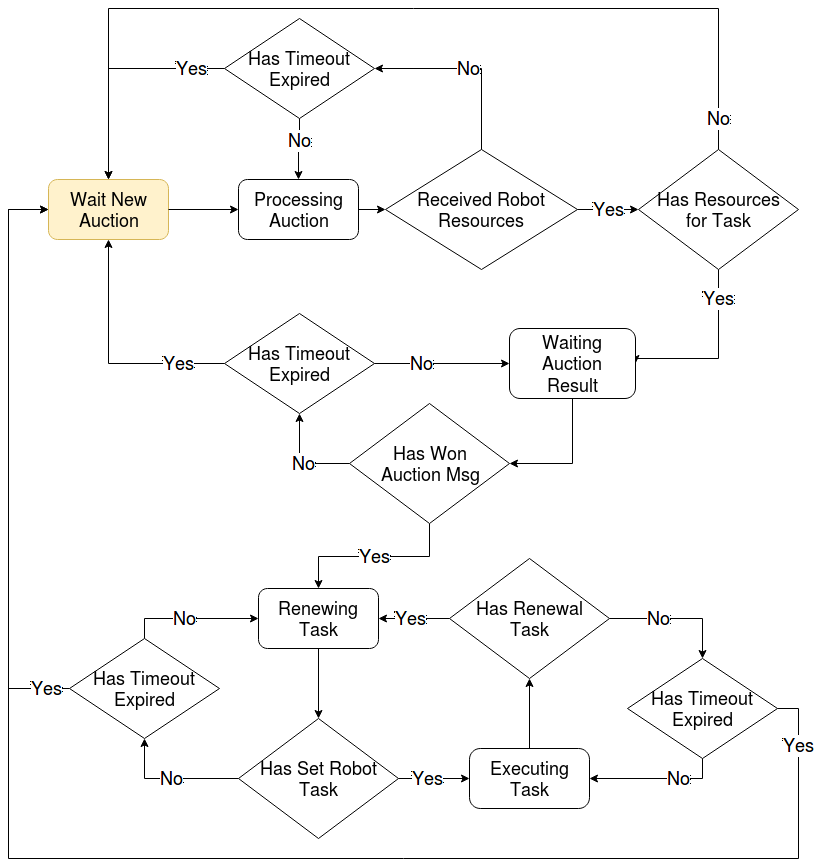 Has Timeout
Expired
Yes
No
No
No
Wait New
Auction
Processing
Auction
Received Robot
Resources
Yes
Has Resources
for Task
Yes
Has Timeout
Expired
Yes
No
Waiting
Auction
Result
Has Won
Auction Msg
No
Yes
Renewing
Task
Yes
Has Renewal
Task
No
No
Has Timeout
Expired
Yes
Has Timeout
Expired
Yes
No
Has Set Robot
Task
Yes
Executing
Task
No